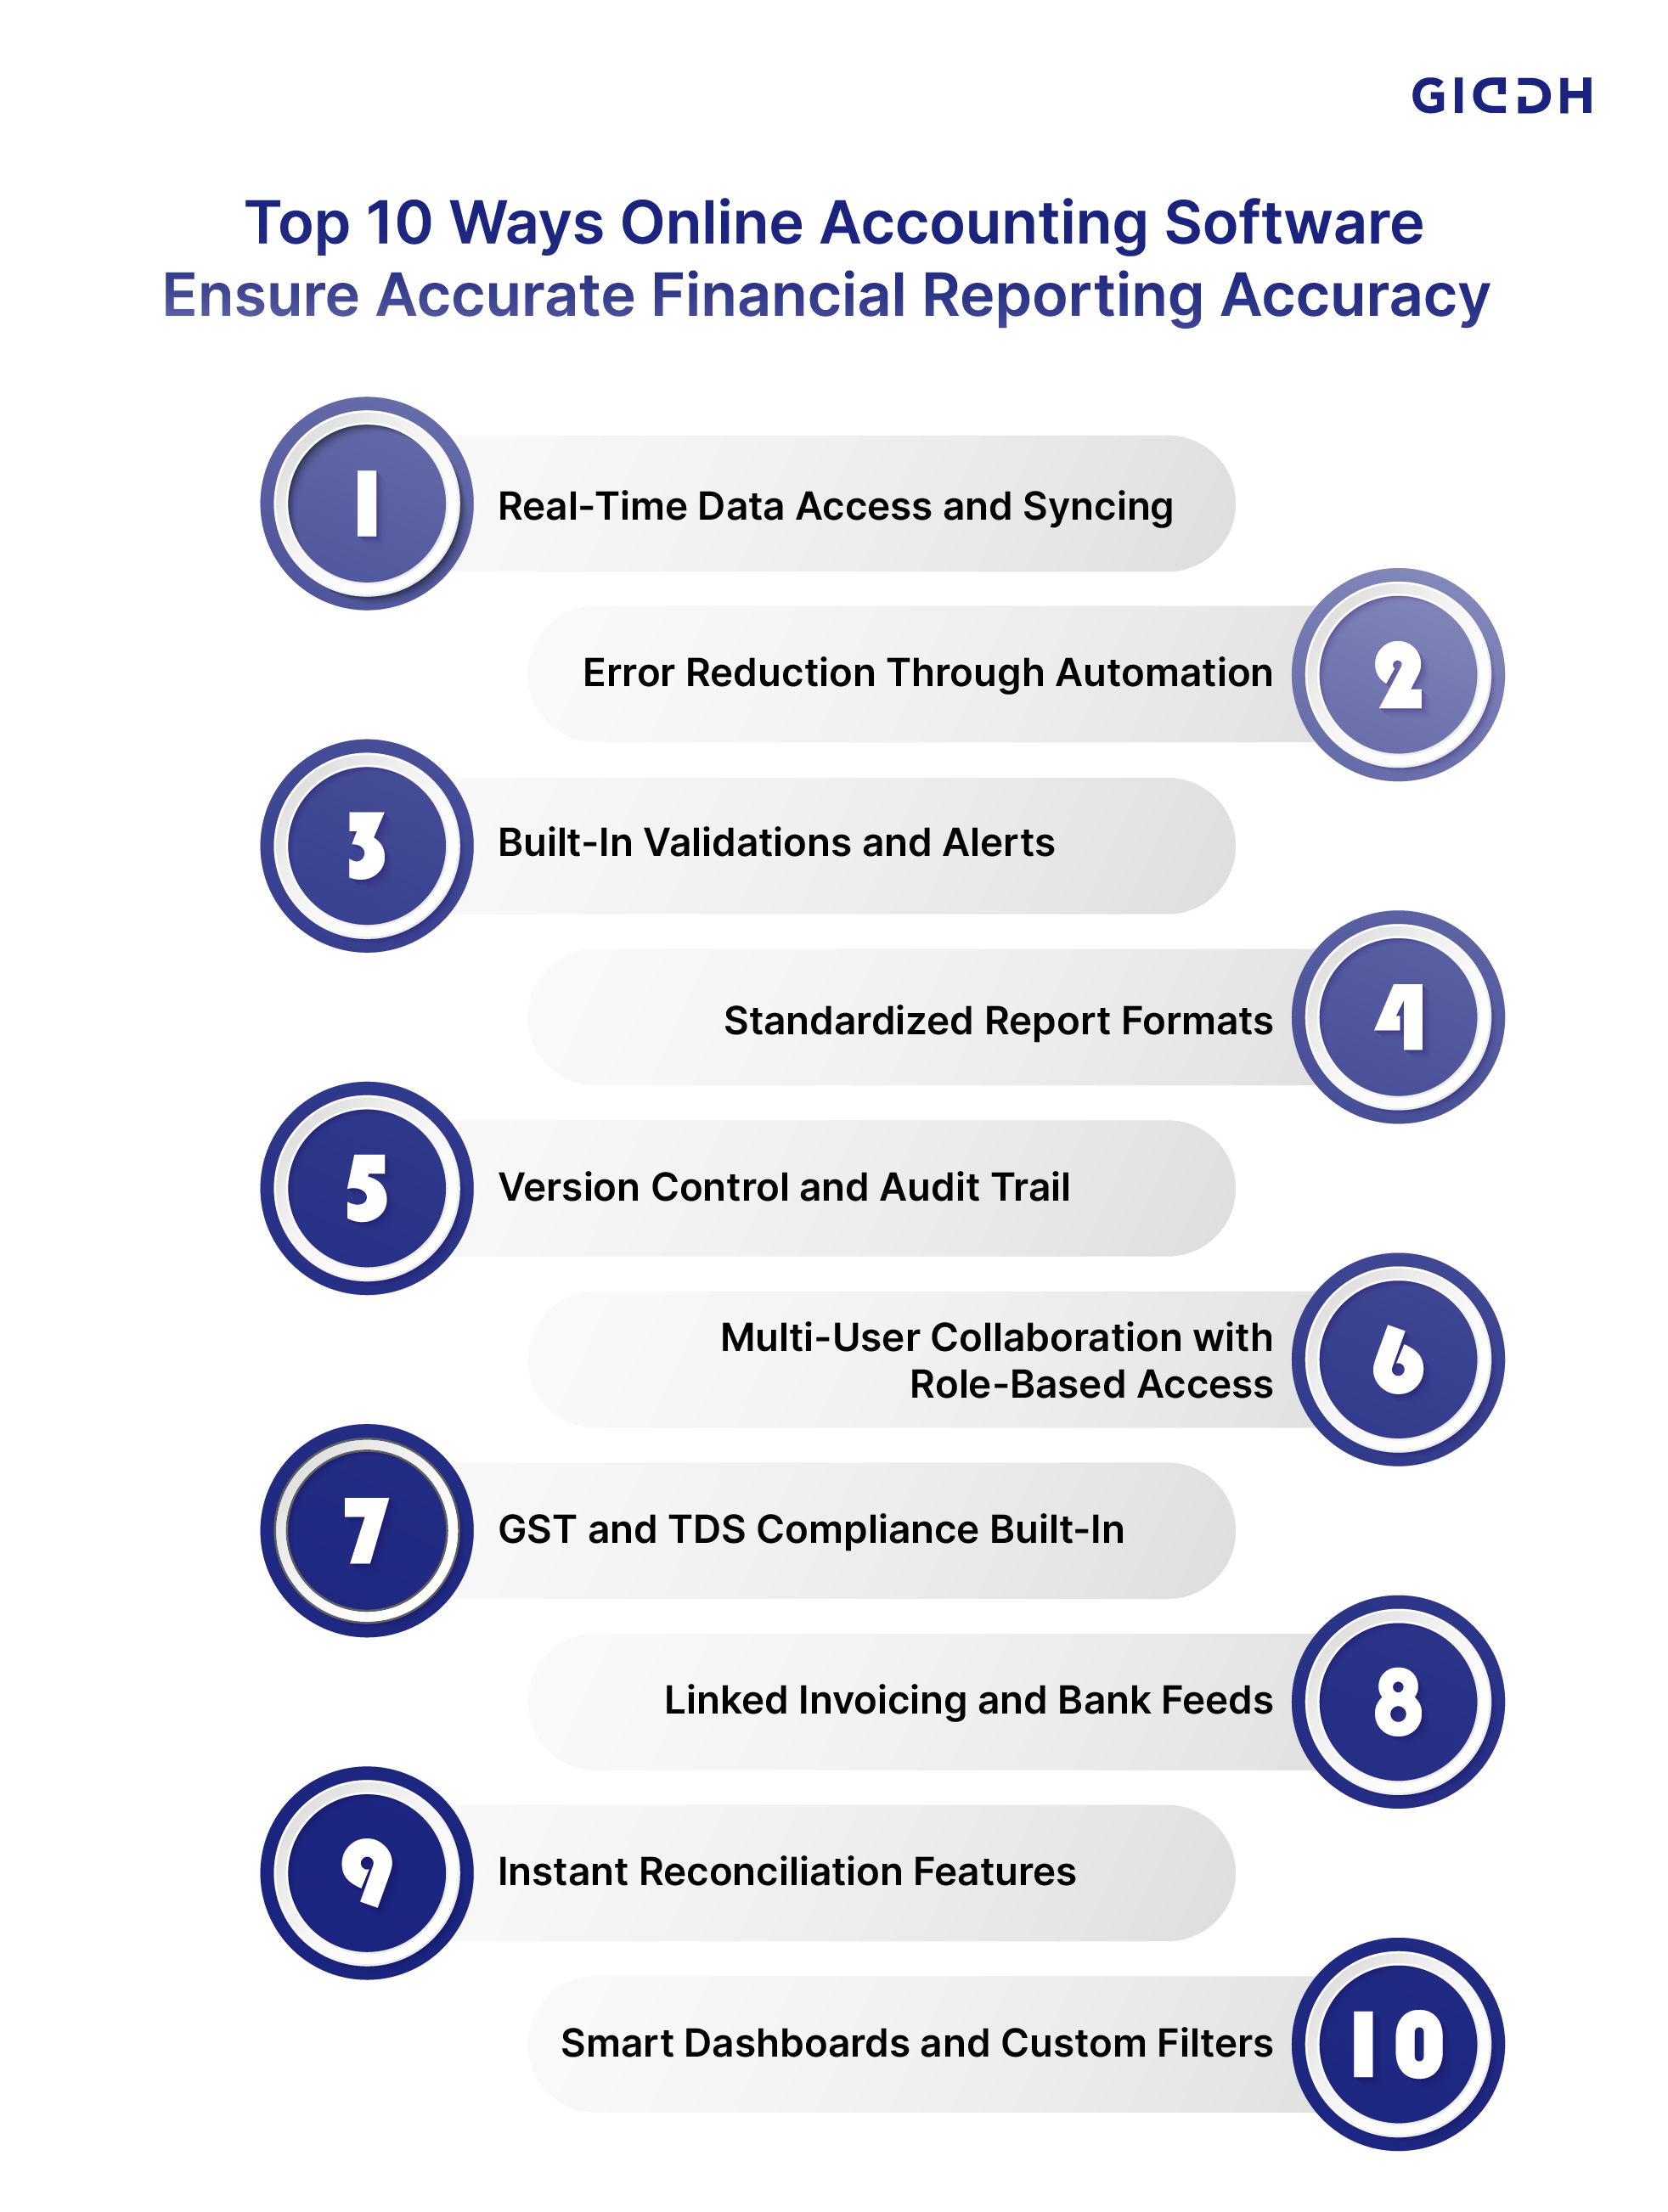 GIDDH
Top 10 Ways Online Accounting Software
Ensure Accurate Financial Reporting Accuracy
1
Real-Time Data Access and Syncing
Error Reduction Through Automation
2
3
Built-In Validations and Alerts
Standardized Report Formats
4
5
Version Control and Audit Trail
Multi-User Collaboration with
Role-Based Access
6
7
GST and TDS Compliance Built-In
Linked Invoicing and Bank Feeds
8
9
Instant Reconciliation Features
Smart Dashboards and Custom Filters
10